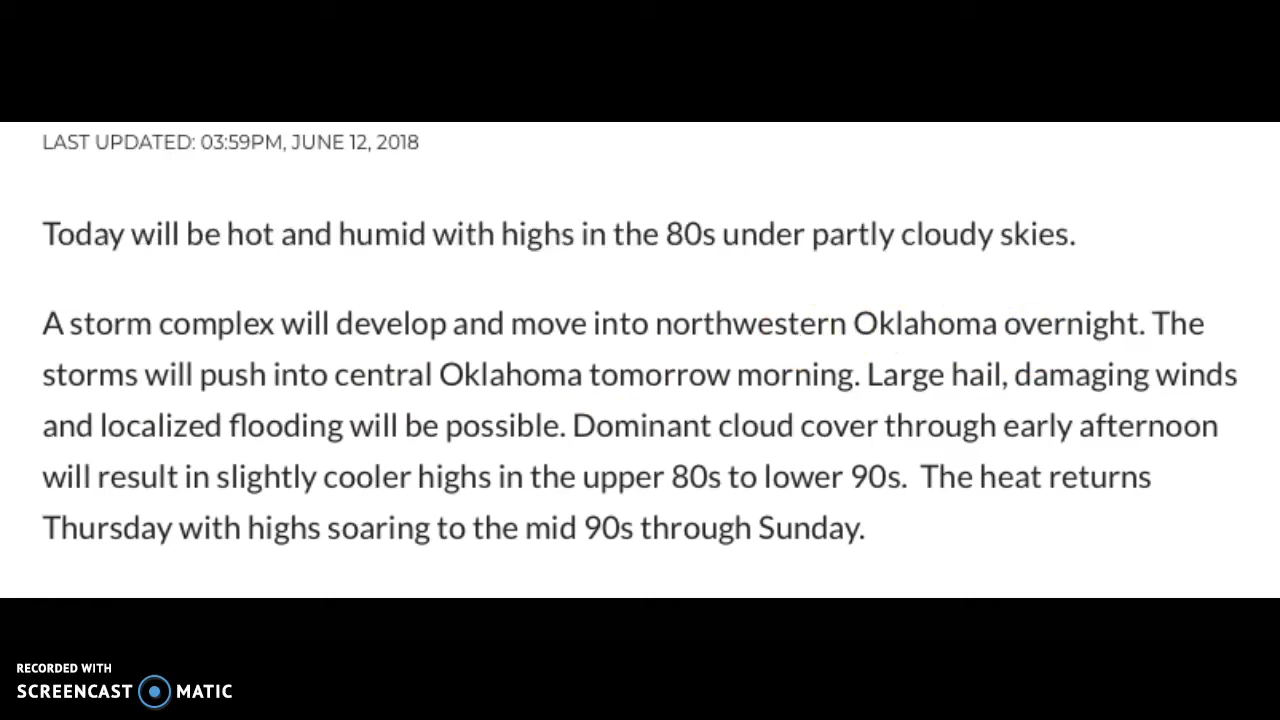 LAST UPDATED: 03:59PM, JUNE 12, 2018
Today will be hot and humid with highs in the 80s under partly cloudy skies.
A storm complex will develop and move into northwestern Oklahoma overnight. The
storms will push into central Oklahoma tomorrow morning. Large hail, damaging winds
and localized flooding will be possible. Dominant cloud cover through early afternoon
will result in slightly cooler highs in the upper 80s to lower 90s.  The heat returns
Thursday with highs soaring to the mid 90s through Sunday.
RECORDED WITH
SCREENCAST MATIC